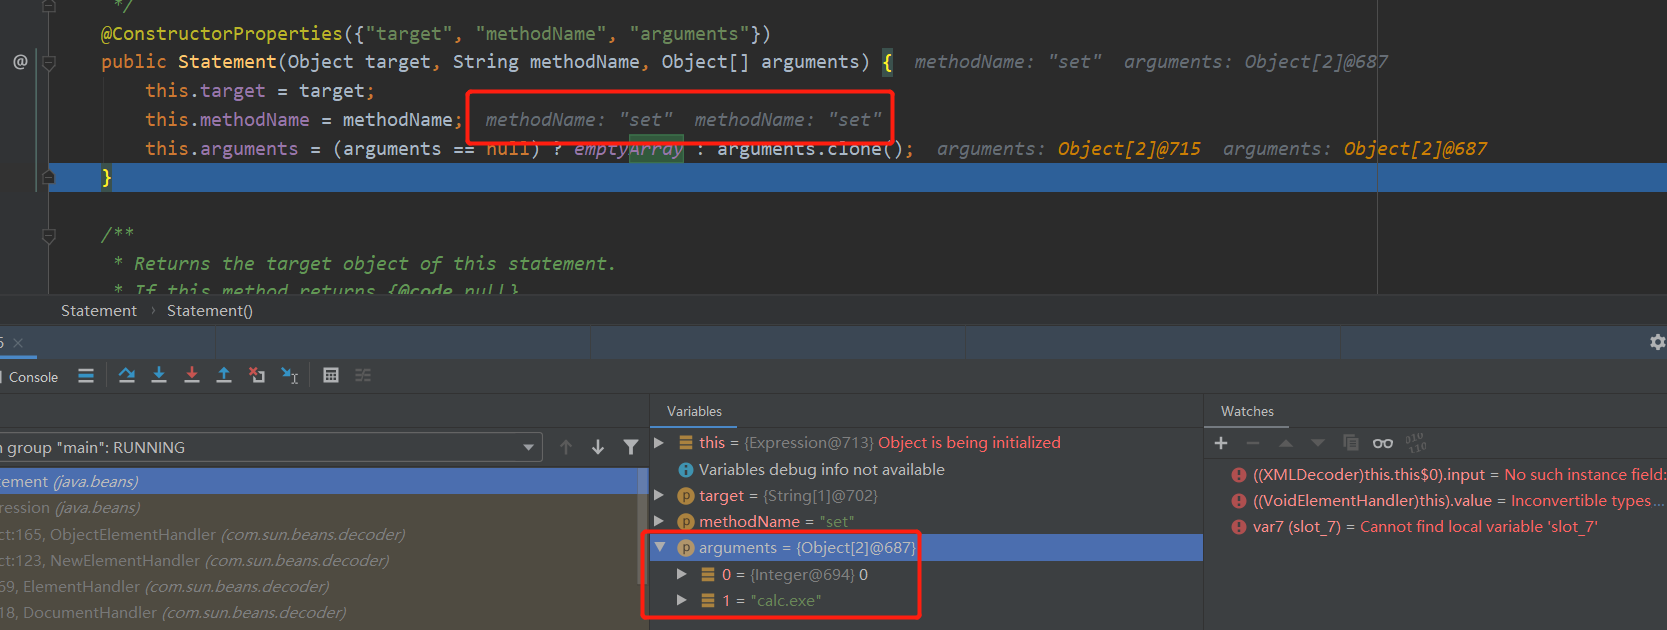 */
@ConstructorProperties({"target", "methodName", "arguments"})
@ public Statement(Object target, String methodName, Object[] arguments) { methodName: "set" arguments: Object[2]@687
this.target = target;
this.methodName = methodName; methodName: "set" methodName: "set"
this.arguments = (arguments == null) ? emptyArray : arguments.clone(); arguments: Object[2]@715 arguments: Object[2]@687
}
/**
* Returns the target object of this statement.
* If this method returns {@code null}
Statement › Statement()
Console
Variables
Watches
group "main": RUNNING
this = {Expression@713} Object is being initialized
Variables debug info not available
((XMLDecoder)this.this$0).input = No such instance field:
tement (java.beans)
target = {String[1]@702}
((VoidElementHandler)this).value = Inconvertible types ...
ression (java.beans)
methodName = "set"
var7 (slot_7) = Cannot find local variable 'slot_7'
ct:165, ObjectElementHandler (com.sun.beans.decoder)
arguments = {Object[2]@687}
ct:123, NewElementHandler (com.sun.beans.decoder)
0 = {Integer@694} 0
69, ElementHandler (com.sun.beans.decoder)
1 = "calc.exe"
18, DocumentHandler (com.sun.beans.decoder)